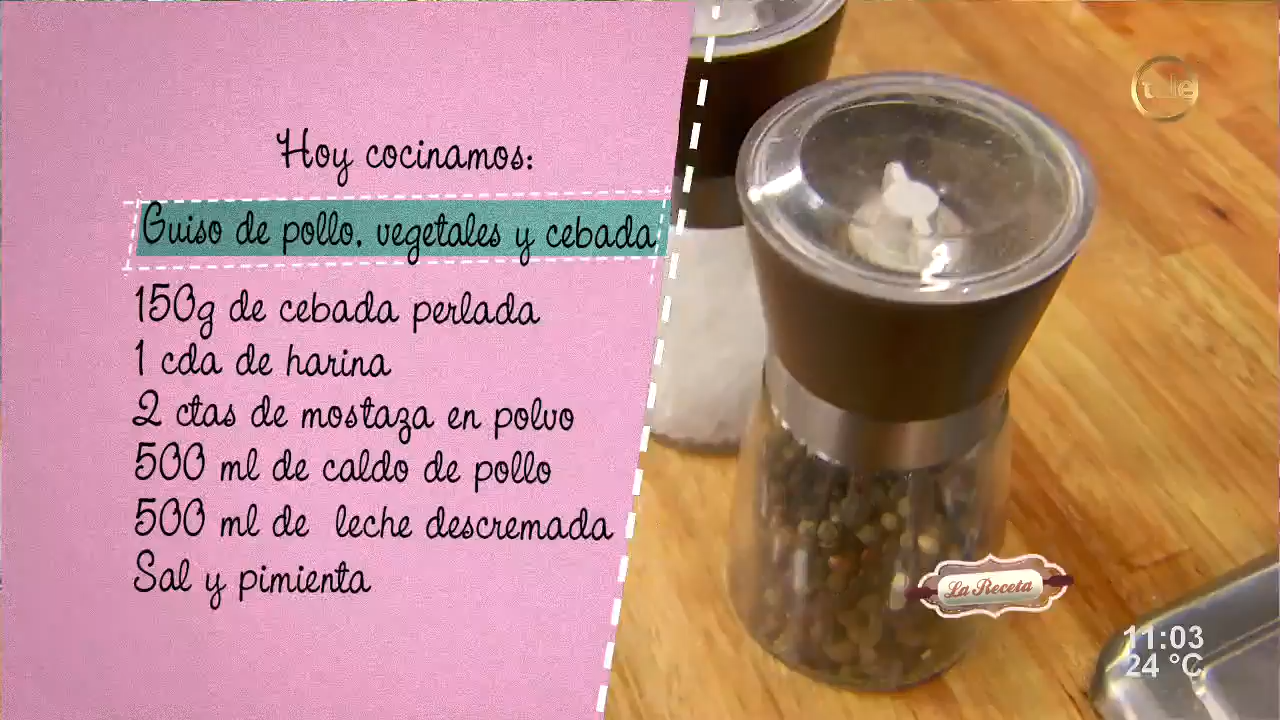 Hoy cocinamos:
Guiso de pollo, vegetales y cebada
150g de cebada perlada
1 cda de harina
2 ctas de mostaza en polvo
500 ml de caldo de pollo
500 ml de leche descremada
Sal y pimienta
tele
La Receta
11:03
24 °C